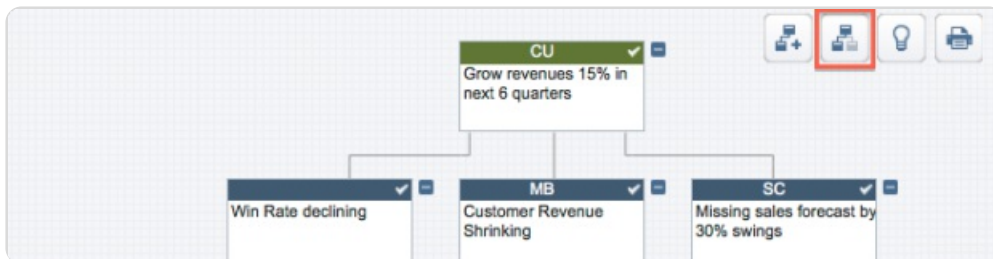 CU
Grow revenues 15% in
next 6 quarters
Win Rate declining
MB
Customer Revenue
Shrinking
SC
Missing sales forecast by
30% swings